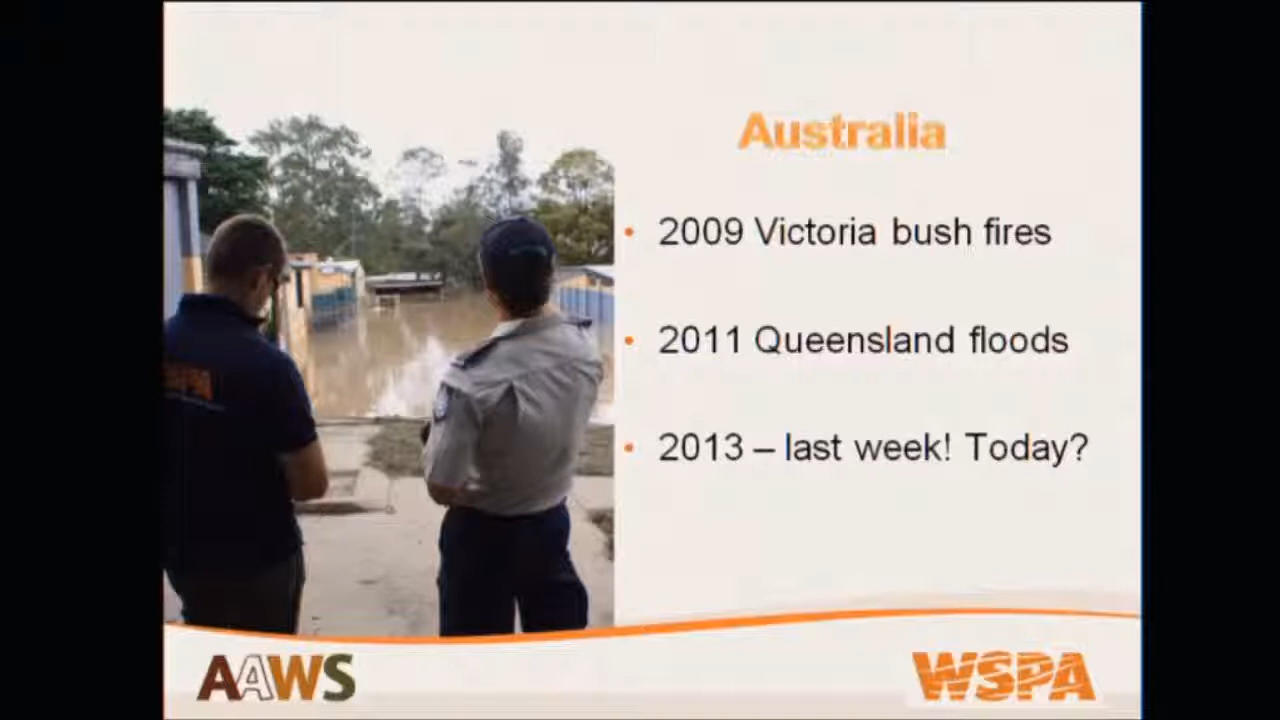 Australia
• 2009 Victoria bush fires
• 2011 Queensland floods
• 2013 – last week! Today?
AAWS
WSPA